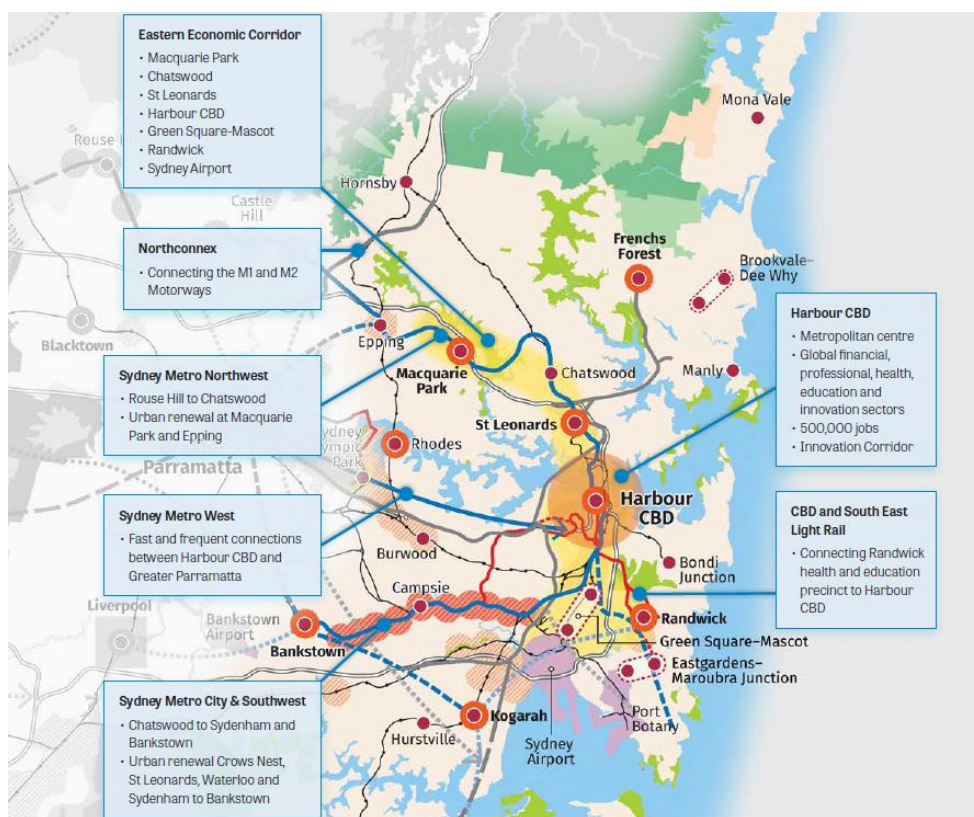 Eastern Economic Corridor
· Macquarie Park
· Chatswood
· St Leonards
· Harbour CBD
· Green Square-Mascot
· Randwick
· Sydney Airport
Northconnex
· Connecting the M1 and M2
Motorways
Sydney Metro Northwest
· Rouse Hill to Chatswood
· Urban renewal at Macquarie
Park and Epping
Sydney Metro West
· Fast and frequent connections
between Harbour CBD and
Greater Parramatta
Sydney Metro City & Southwest
· Chatswood to Sydenham and
Bankstown
· Urban renewal Crows Nest,
St Leonards, Waterloo and
Sydenham to Bankstown
Harbour CBD
· Metropolitan centre
· Global financial,
professional, health,
education and
innovation sectors
· 500,000 jobs
· Innovation Corridor
CBD and South East
Light Rail
· Connecting Randwick
health and education
precinct to Harbour
CBD
Mona Vale
Rouse
Hornsby
Castle
Hill
Frenchs
Forest
Brookvale–
Dee Why
Blacktown
Epping
Macquarie
Park
Chatswood
Manly
St Leonards
Rhodes
Park
Parramatta
Harbour
CBD
Burwood
Bondi
Junction
Campsie
Liverpool
Bankstown
Airport
Bankstown
Randwick
Green Square–Mascot
Eastgardens–
Maroubra Junction
Kogarah
Port
Botany
Hurstville
Sydney
Airport